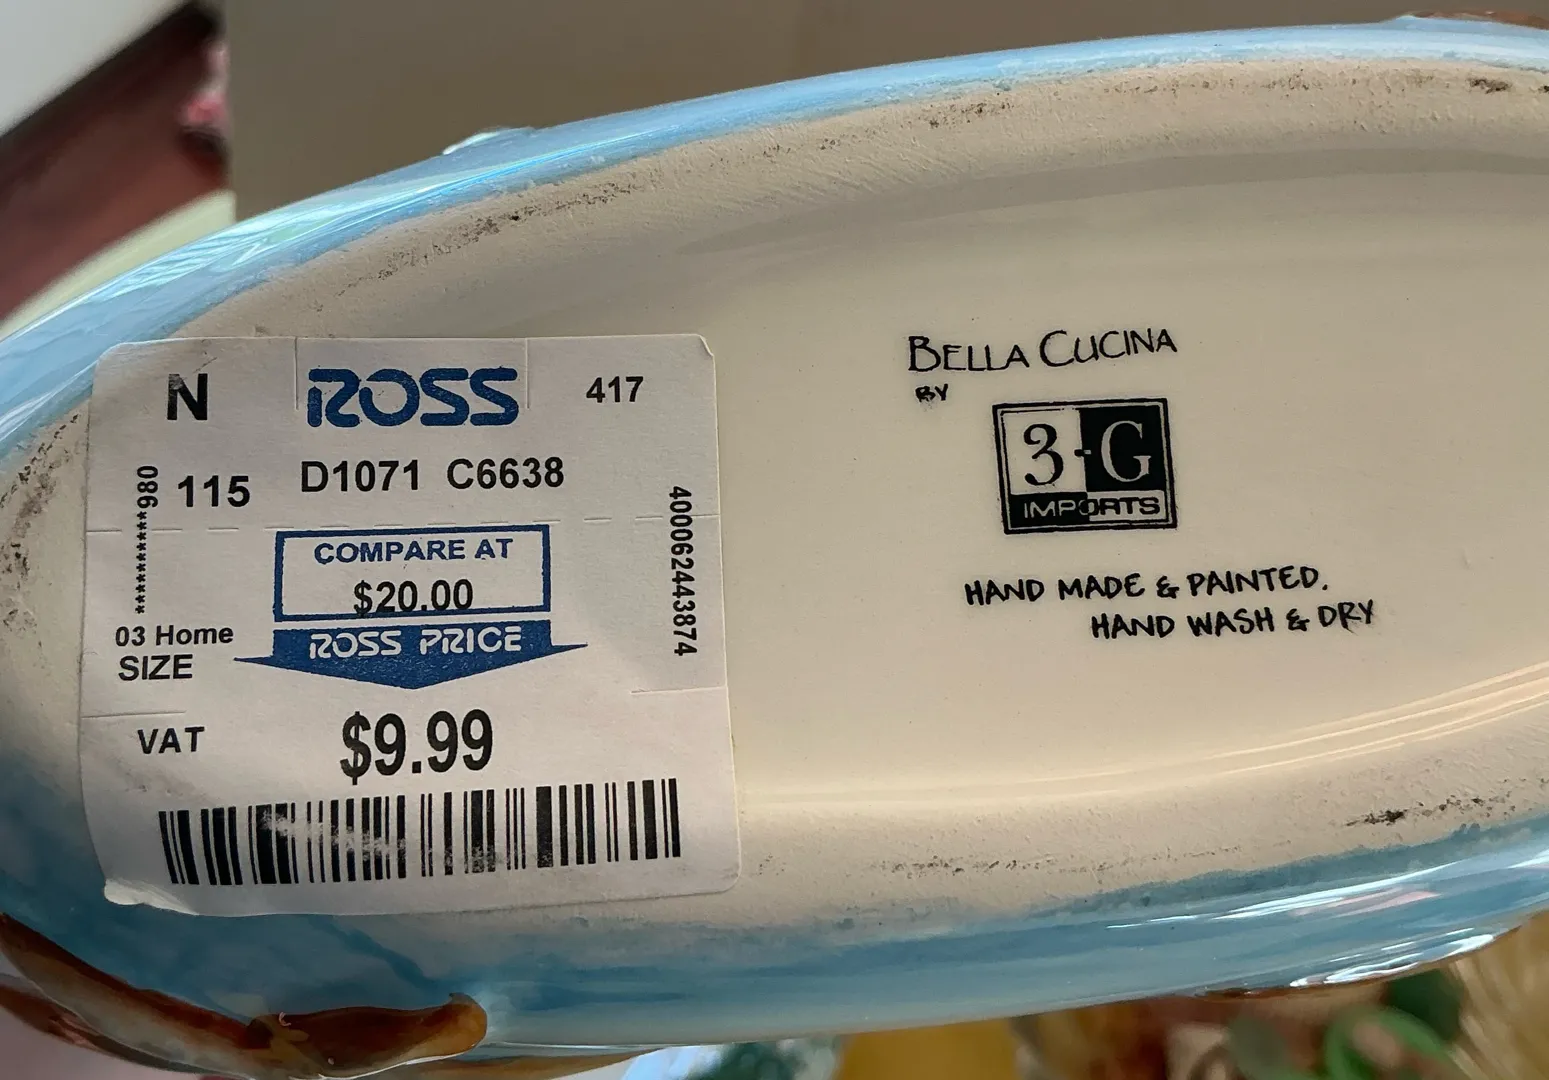 N ROSS 417
D1071 C6638
115
***********980
400062443874
COMPARE AT
$20.00
ROSS PRICE
03 Home
SIZE
VAT
$9.99
BELLA CUCINA
BY
3-G
IMPORTS
HAND MADE & PAINTED.
HAND WASH & DRY